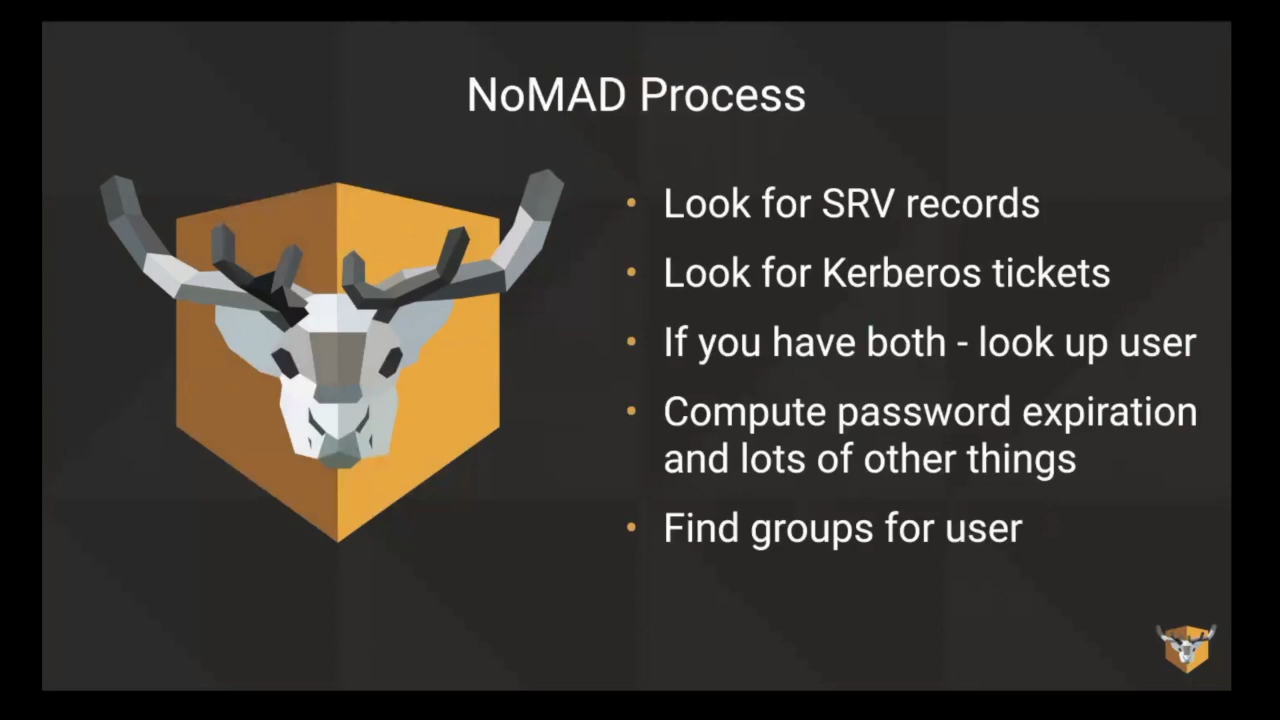 NoMAD Process
• Look for SRV records
• Look for Kerberos tickets
• If you have both - look up user
• Compute password expiration
and lots of other things
• Find groups for user